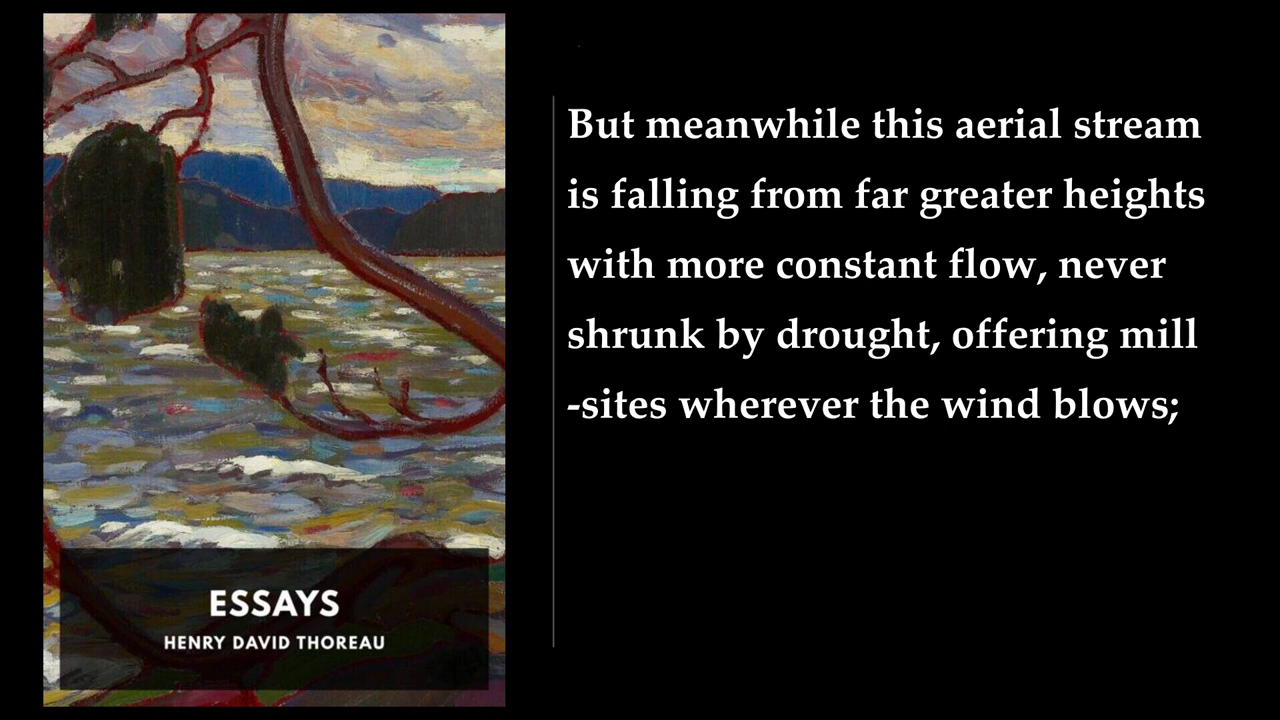 But meanwhile this aerial stream
is falling from far greater heights
with more constant flow, never
shrunk by drought, offering mill
-sites wherever the wind blows;
ESSAYS
HENRY DAVID THOREAU